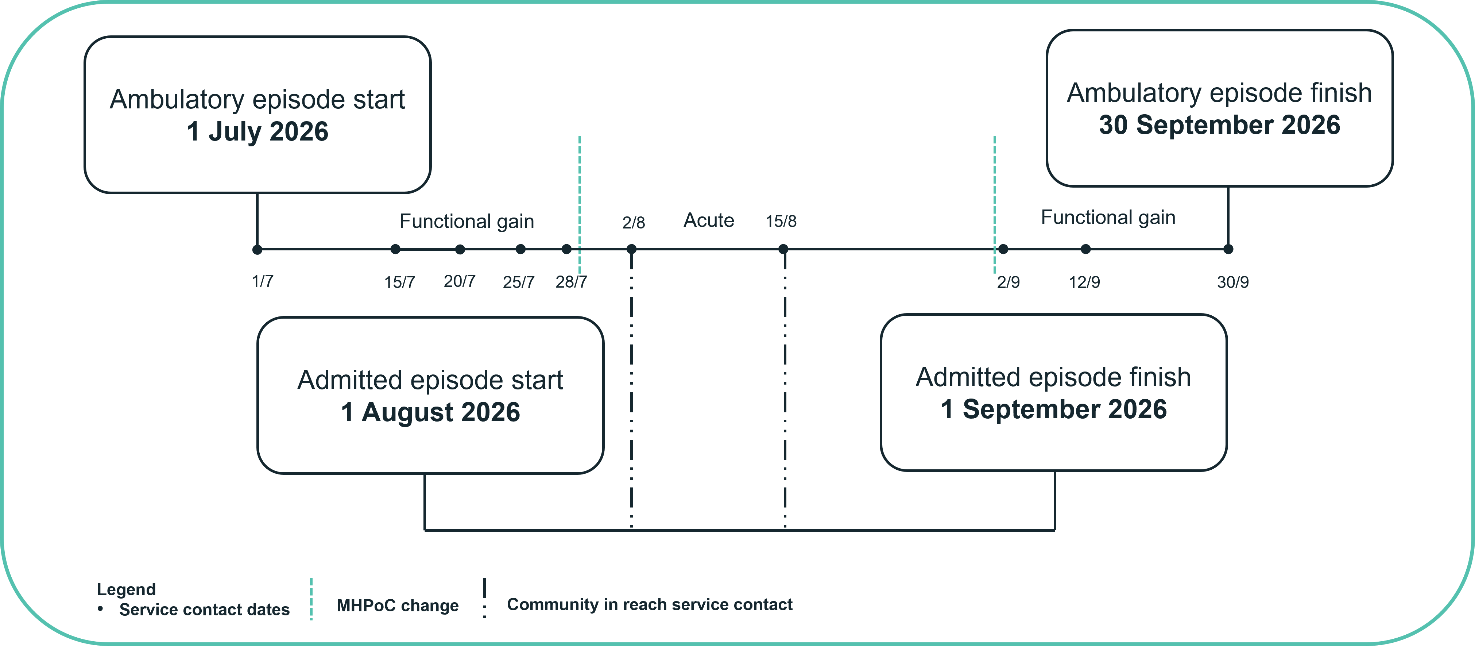 Ambulatory episode start
1 July 2026
Ambulatory episode finish
30 September 2026
Functional gain
2/8
Acute
15/8
Functional gain
1/7
15/7
20/7
25/7
28/7
2/9
12/9
30/9
Admitted episode start
1 August 2026
Admitted episode finish
1 September 2026
Legend
• Service contact dates
MHPoC change
Community in reach service contact